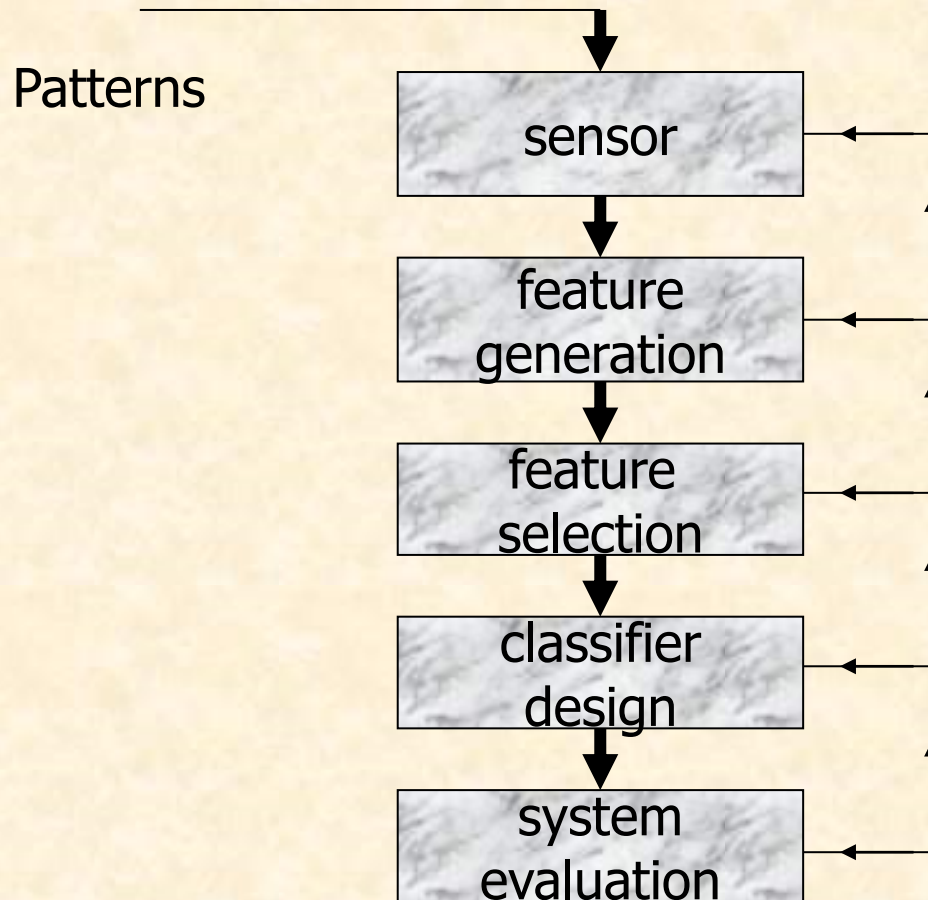 Patterns
sensor
feature
generation
feature
selection
classifier
design
system
evaluation